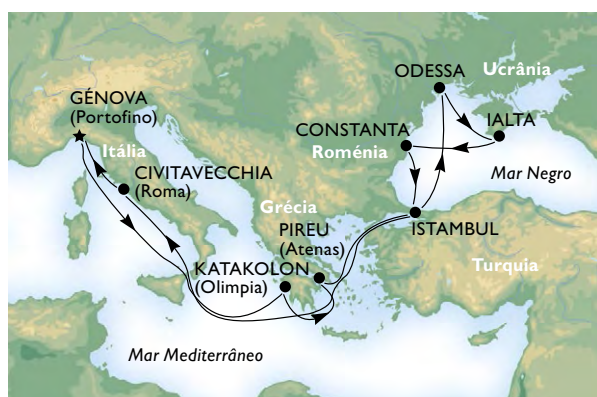 ODESSA
Ucrânia
GÉNOVA
(Portofino)
CONSTANTA
IALTA
Itália
Roménia
CIVITAVECCHIA
(Roma)
Mar Negro
Grécia
PIREU
(Atenas)
ISTAMBUL
KATAKOLON
(Olimpia)
Turquia
Mar Mediterrâneo